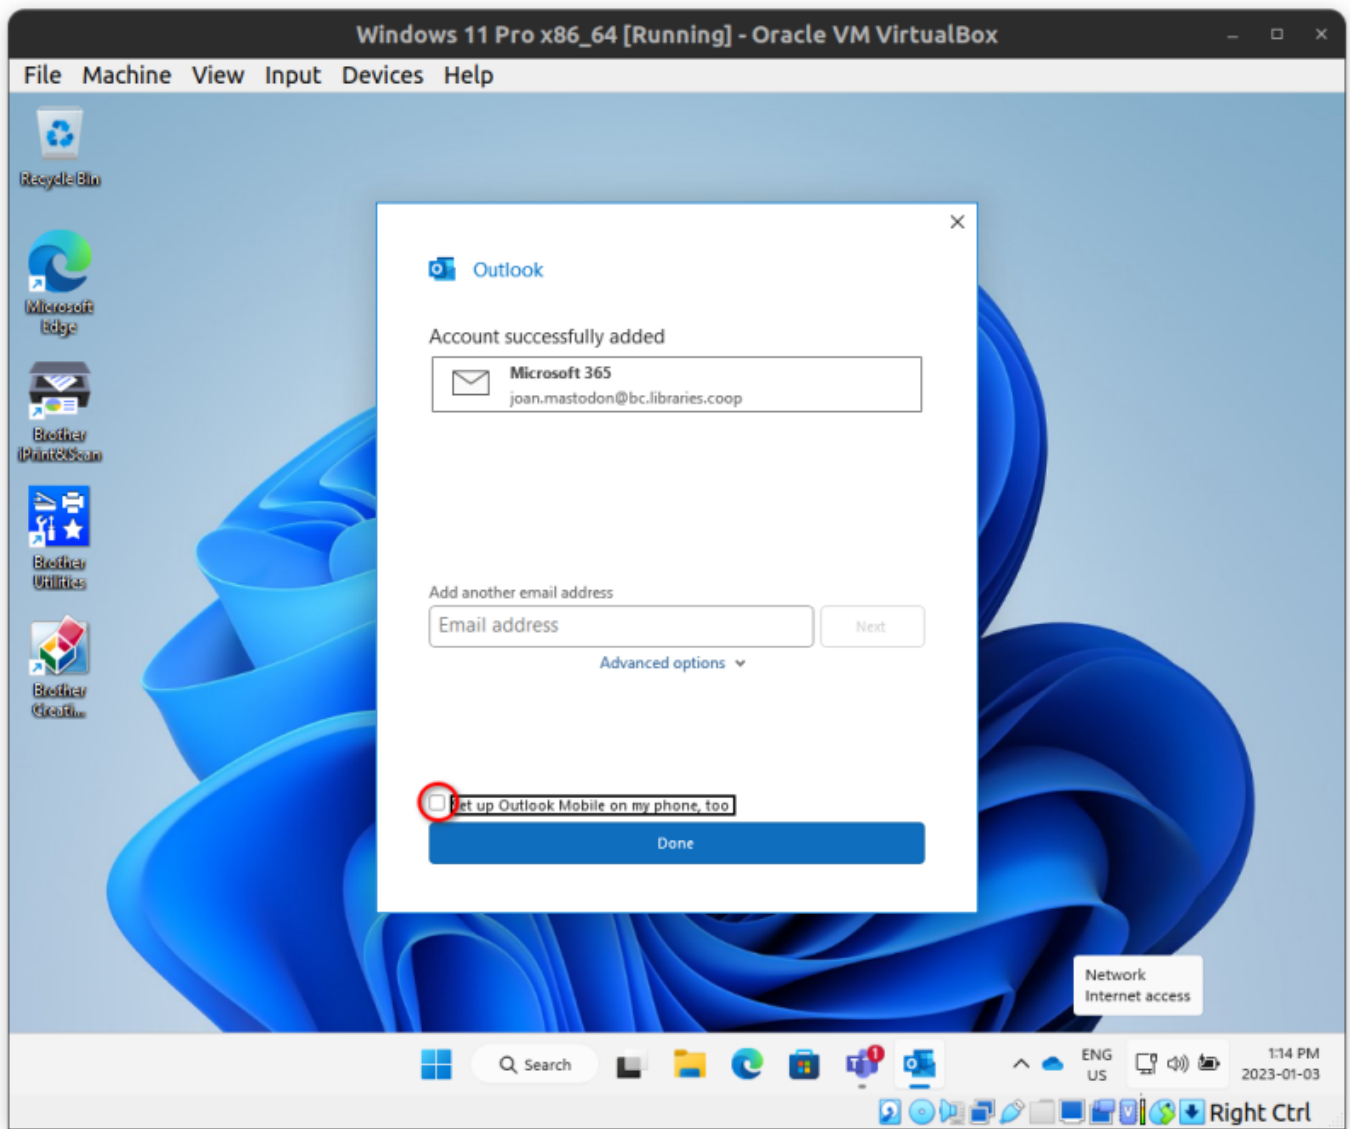 Windows 11 Pro x86_64 [Running] - Oracle VM VirtualBox
File Machine View Input Devices Help
Recycle Bin
Microsoft
Edge
Brother
iPrint&Scan
Brother
Utilities
Brother
Creati...
Outlook
Account successfully added
Microsoft 365
joan.mastodon@bc.libraries.coop
Add another email address
Email address
Next
Advanced options
et up Outlook Mobile on my phone, too
Done
Network
Internet access
Search
1
ENG
US
1:14 PM
2023-01-03
Right Ctrl